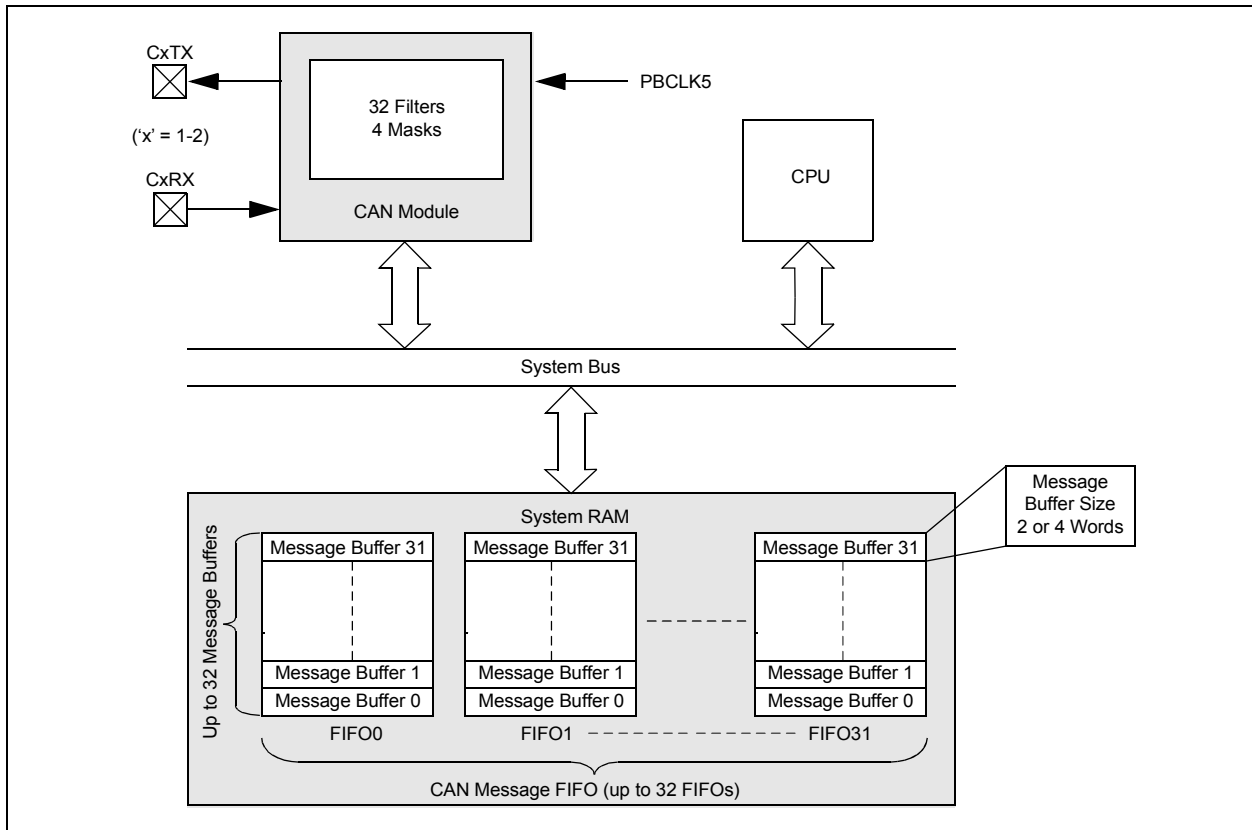 CxTX
PBCLK5
32 Filters
4 Masks
(‘x’ = 1-2)
CPU
CxRX
CAN Module
System Bus
Message
Buffer Size
2 or 4 Words
System RAM
Up to 32 Message Buffers
Message Buffer 31
Message Buffer 31
Message Buffer 31
Message Buffer 1
Message Buffer 1
Message Buffer 1
Message Buffer 0
Message Buffer 0
Message Buffer 0
FIFO0
FIFO1
FIFO31
CAN Message FIFO (up to 32 FIFOs)